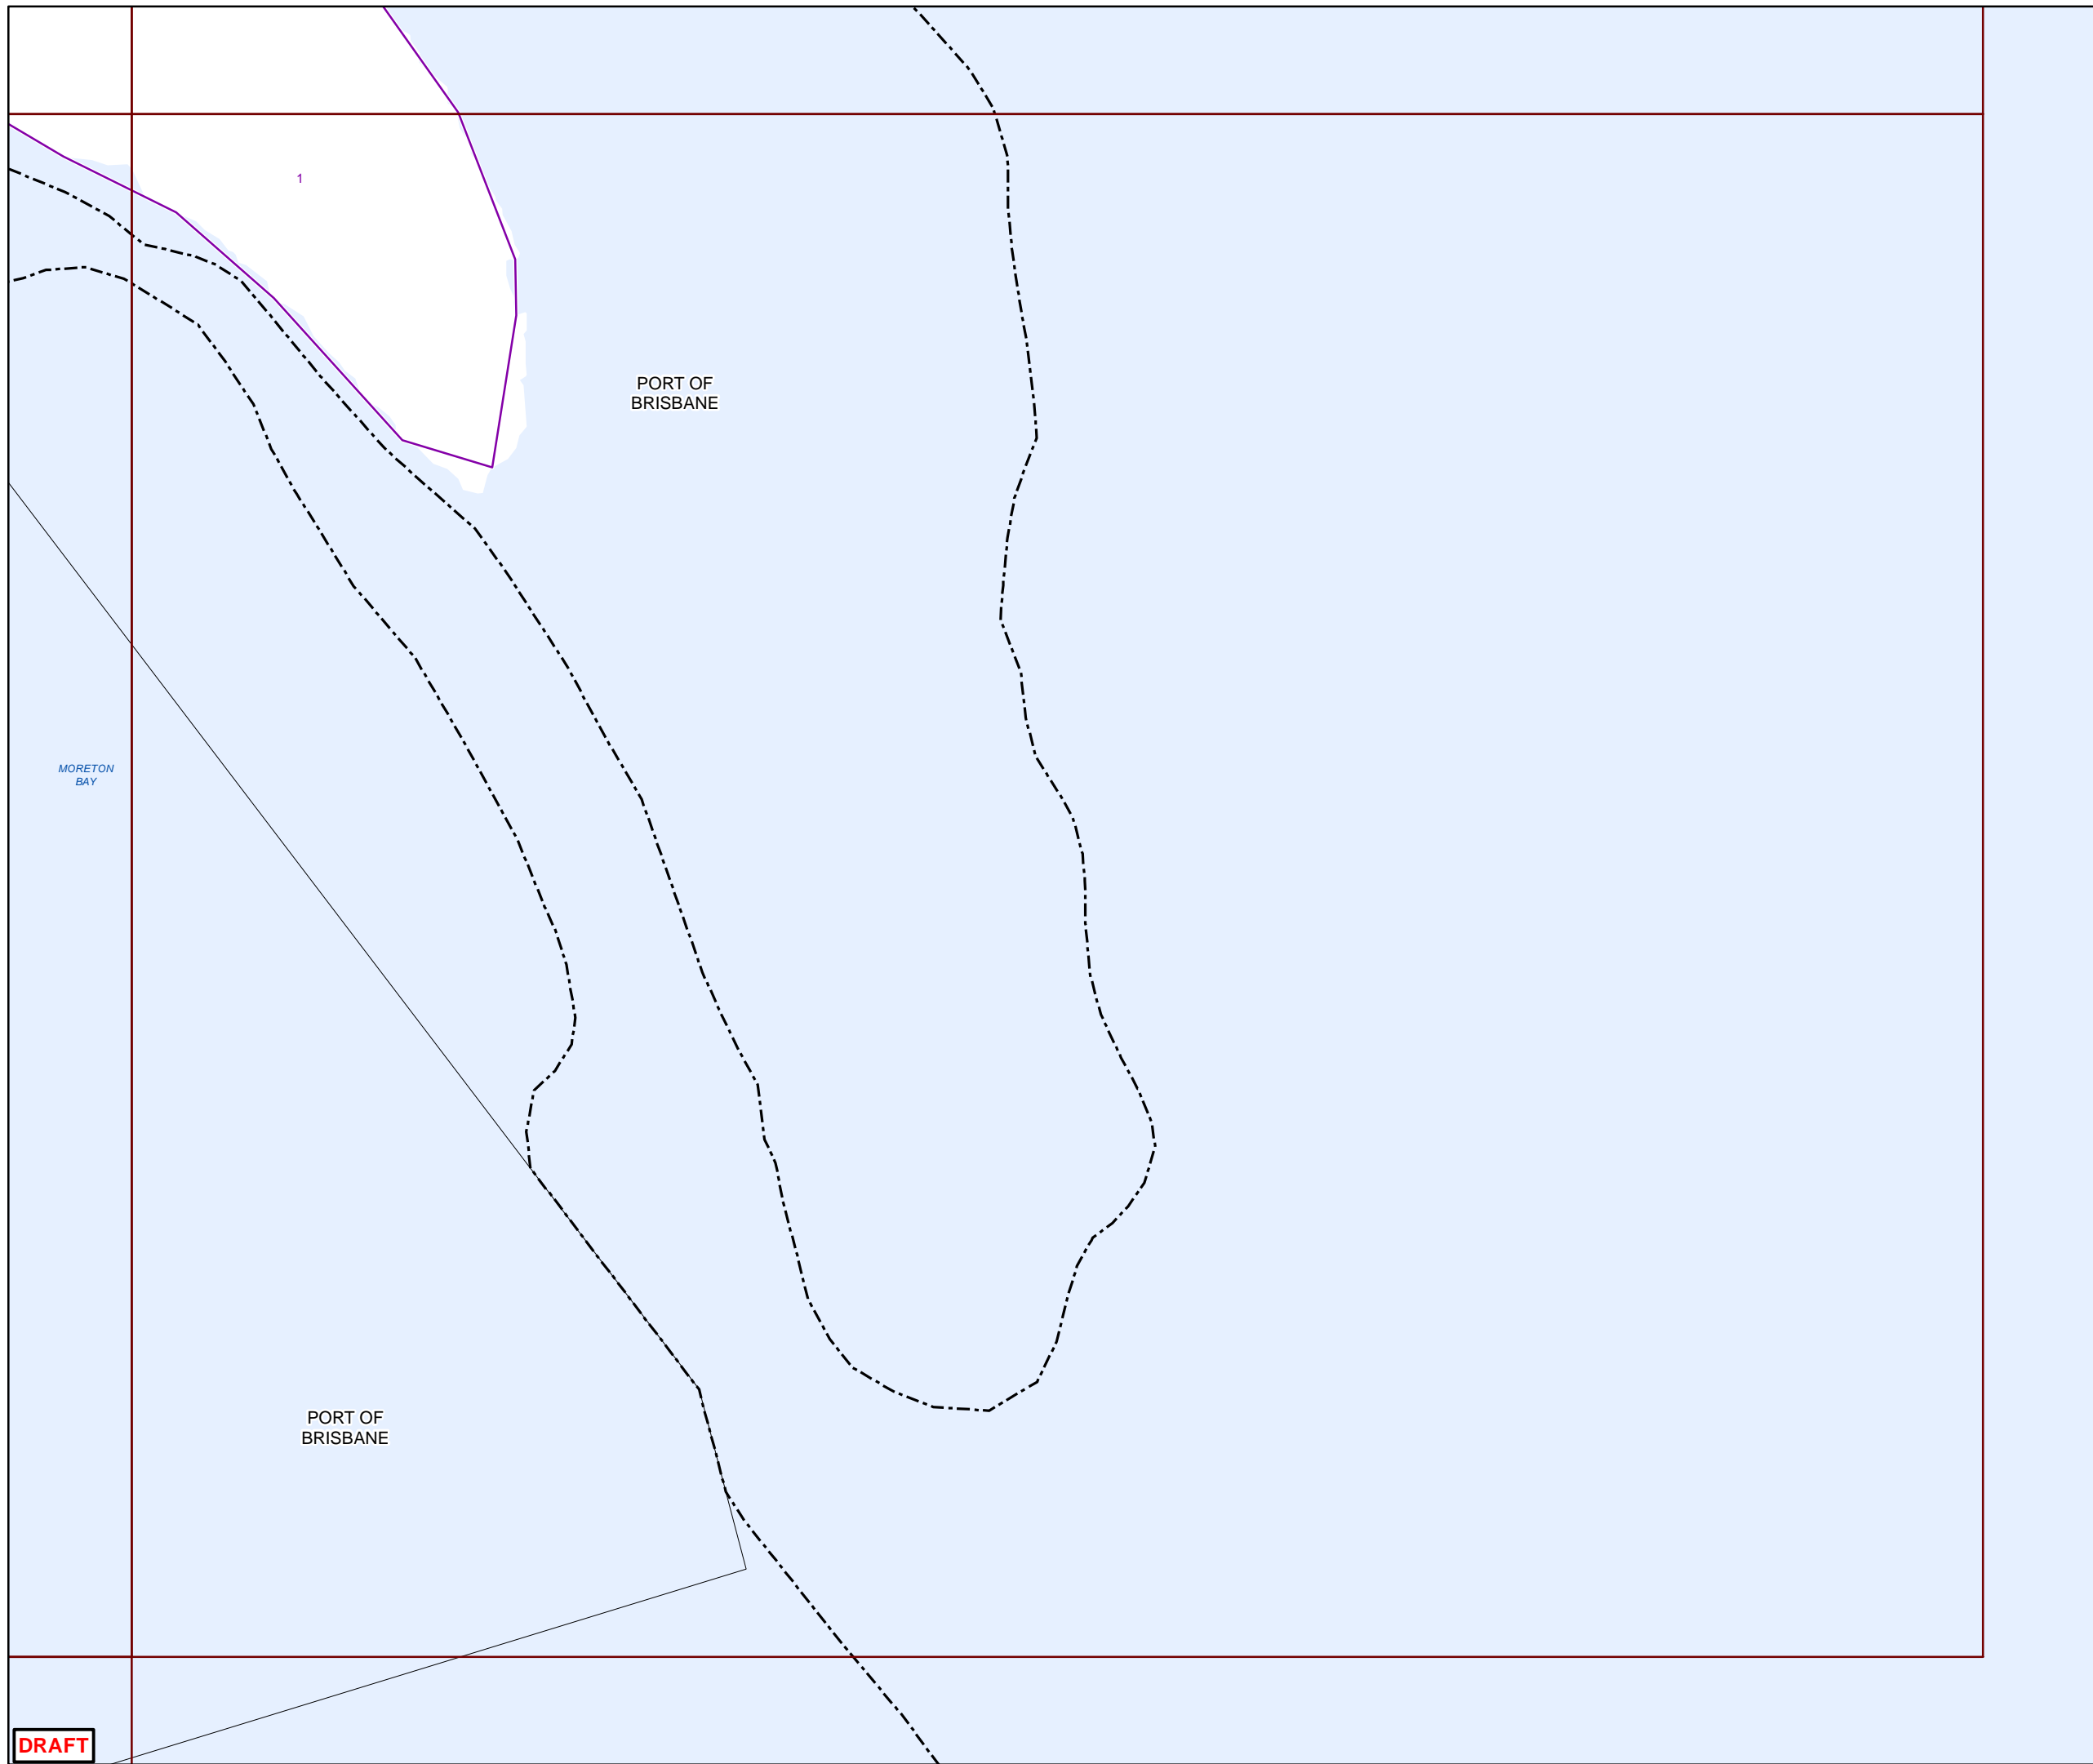 1
PORT OF
BRISBANE
MORETON
BAY
PORT OF
BRISBANE
DRAFT